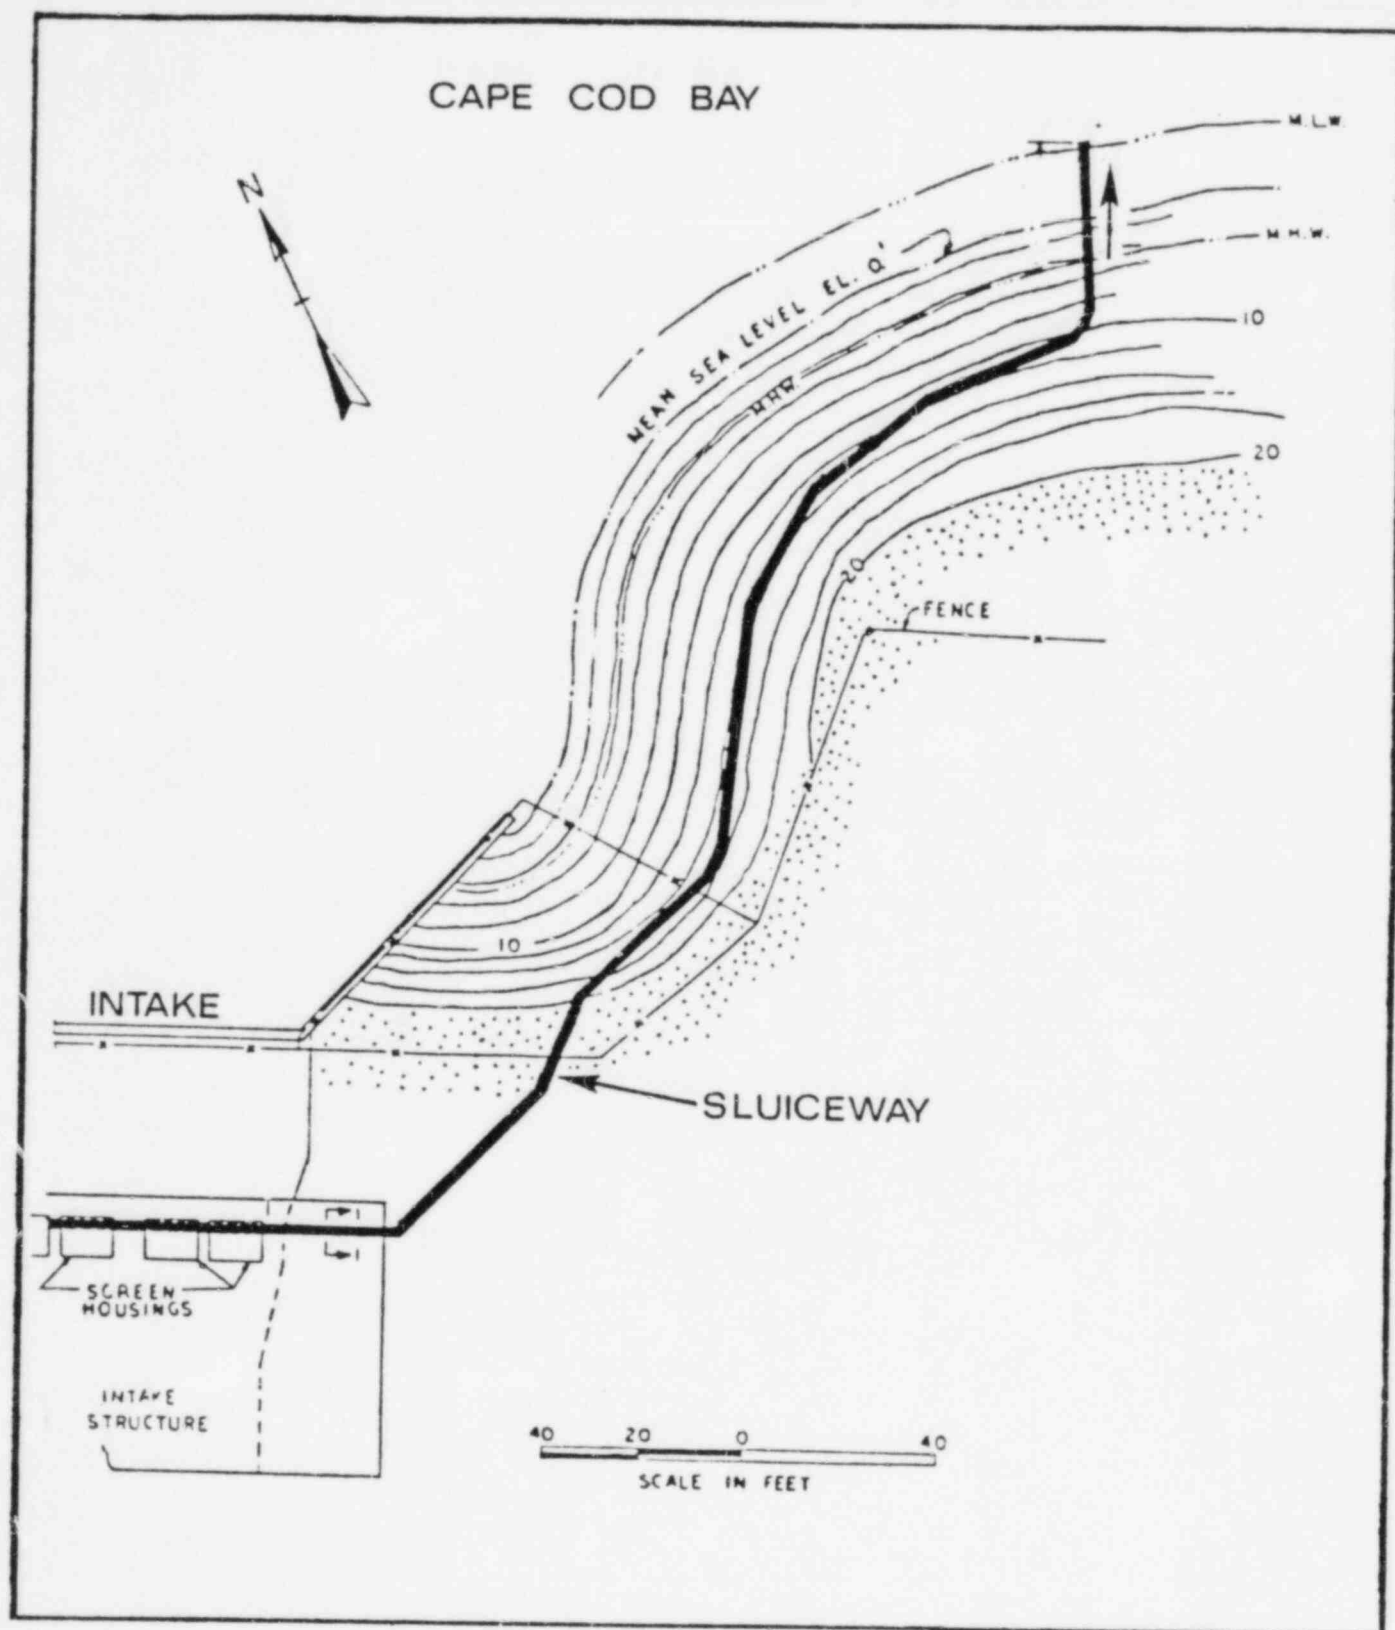 CAPE COD BAY
M.L.W.
N
M.H.W.
MEAN SEA LEVEL EL. 0'
M.H.W.
10
20
20
FENCE
10
INTAKE
SLUICEWAY
SCREEN
HOUSINGS
INTAKE
STRUCTURE
40 20 0 40
SCALE IN FEET